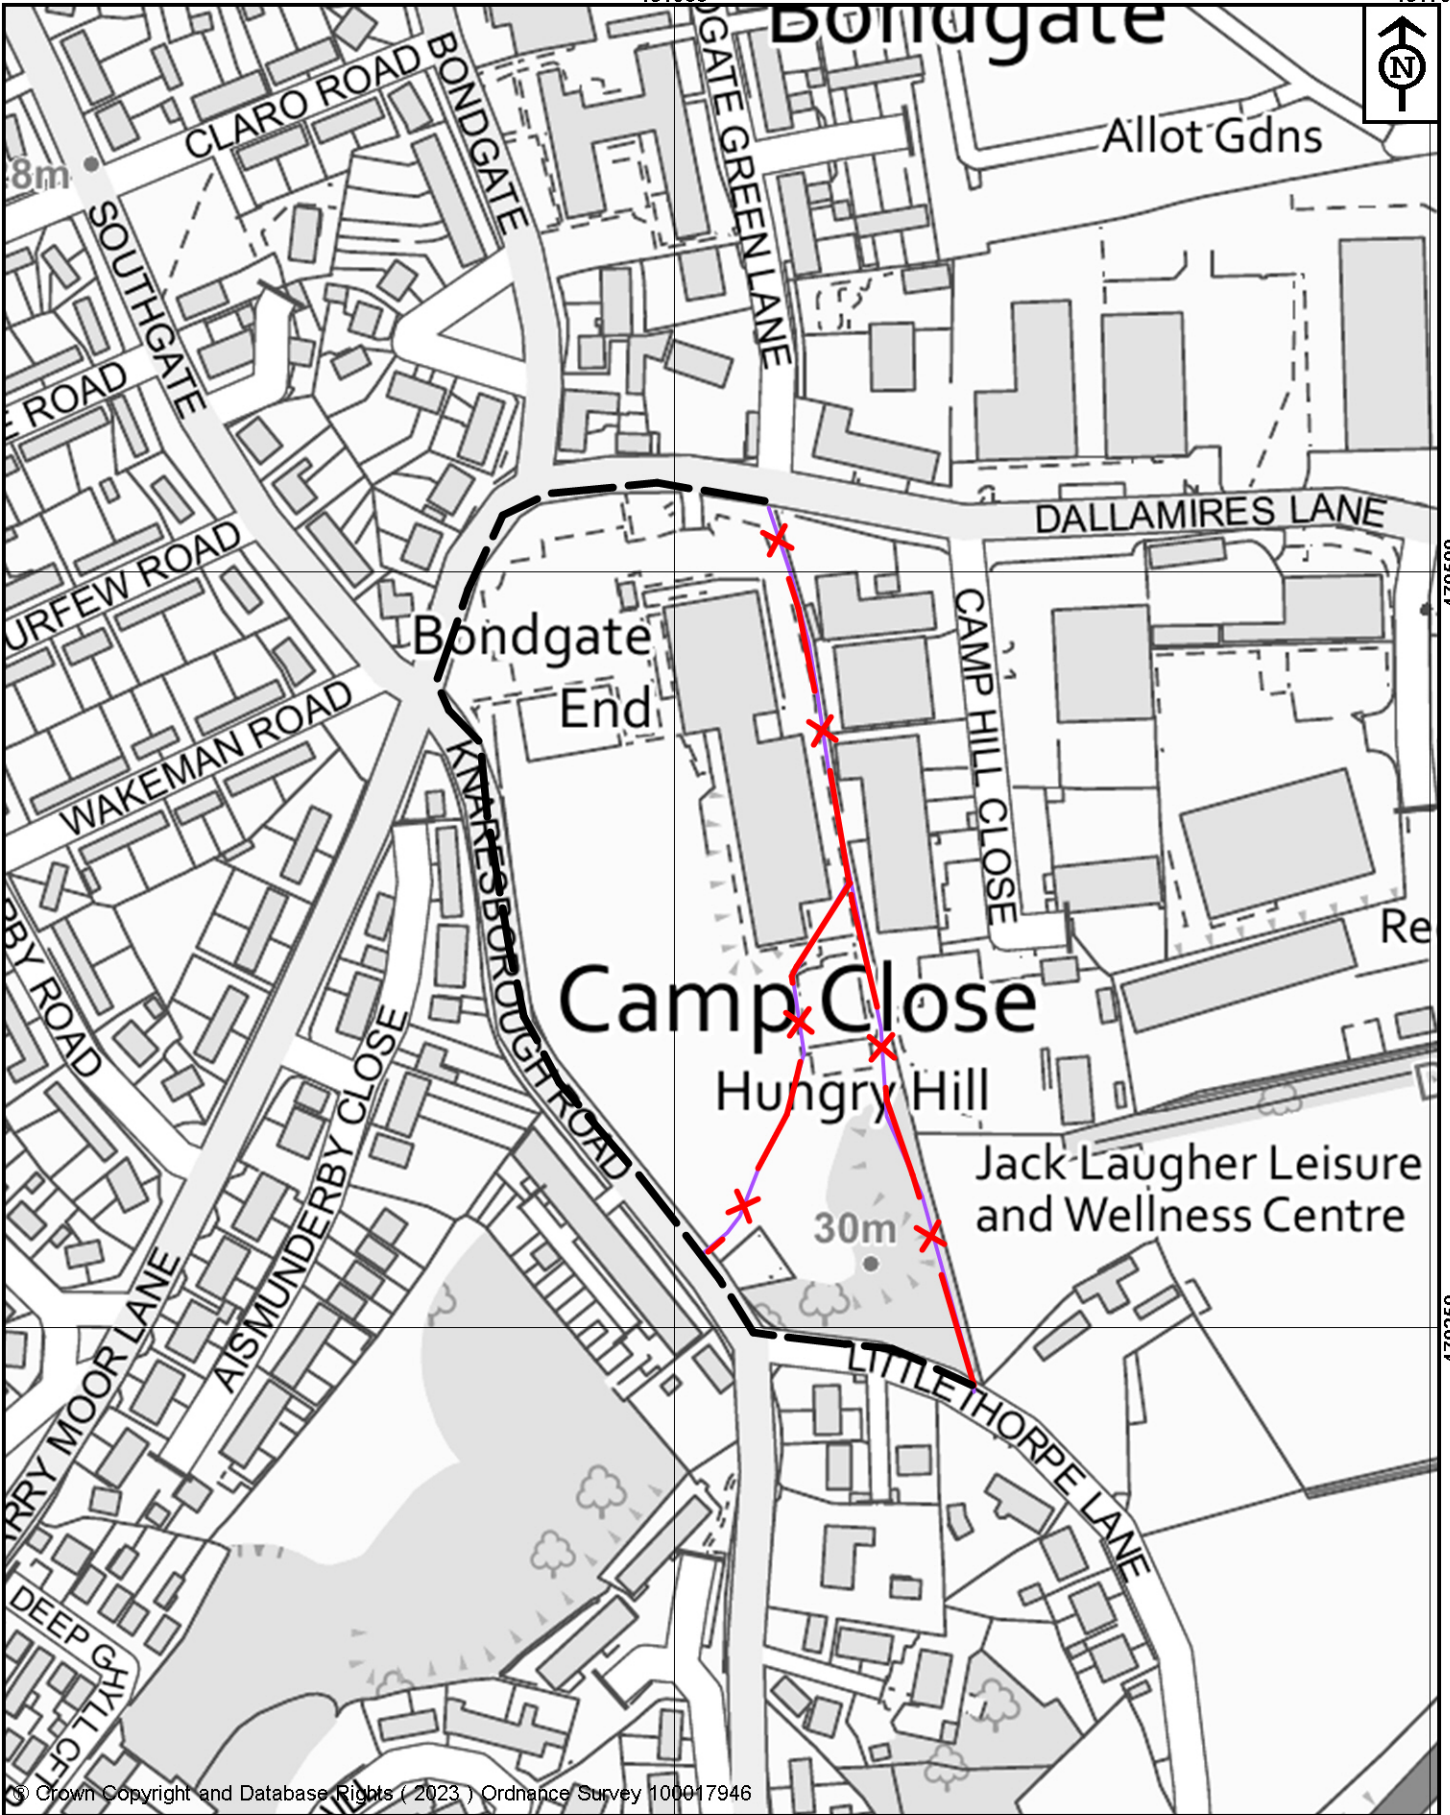 Bondgate
N
CLARO ROAD
BONDGATE
GATE GREEN LANE
Allot Gdns
8m
SOUTHGATE
E ROAD
DALLAMIRES LANE
URFEW ROAD
Bondgate
End
CAMP HILL CLOSE
WAKEMAN ROAD
KNARESBOROUGH ROAD
RBY ROAD
Re
Camp Close
Hungry Hill
AISMUNDERBY CLOSE
Jack Laugher Leisure
and Wellness Centre
30m
RRY MOOR LANE
LITTLETHORPE LANE
DEEP GHYLL CL
© Crown Copyright and Database Rights ( 2023 ) Ordnance Survey 100017946